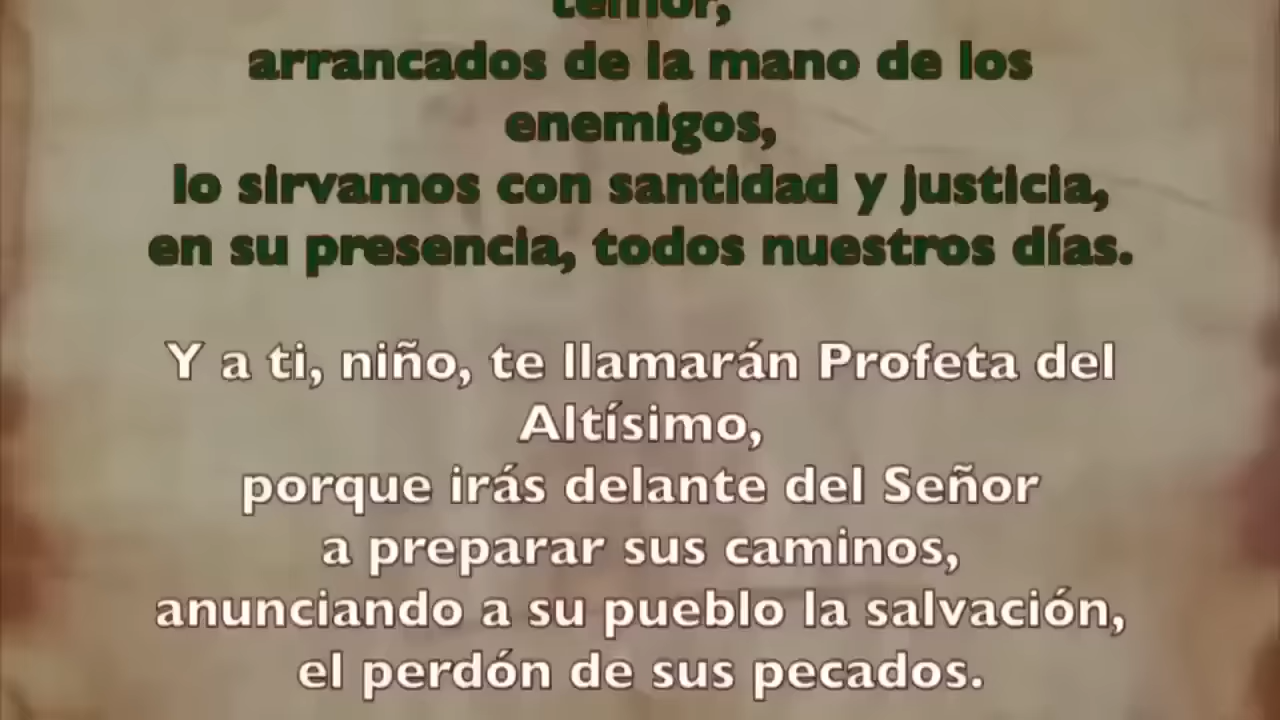 temor,
arrancados de la mano de los
enemigos,
lo sirvamos con santidad y justicia,
en su presencia, todos nuestros días.
Y a ti, niño, te llamarán Profeta del
Altísimo,
porque irás delante del Señor
a preparar sus caminos,
anunciando a su pueblo la salvación,
el perdón de sus pecados.